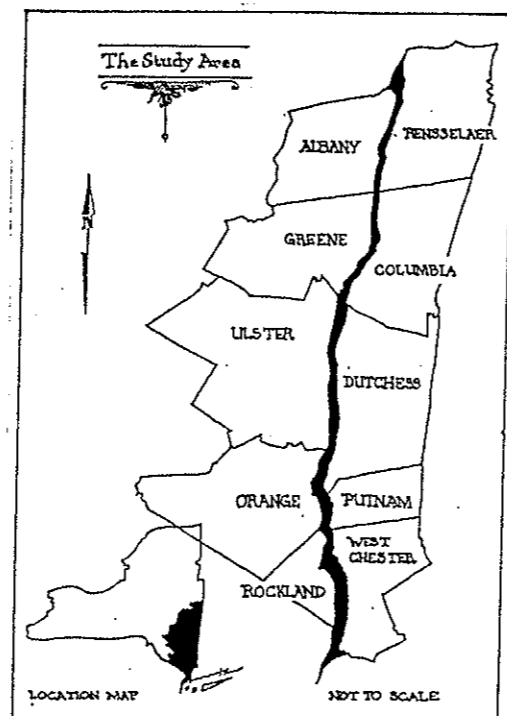 The Study Area
ALBANY
RENSSELAER
GREENE
COLUMBIA
ULSTER
DUTCHESS
ORANGE
PUTNAM
WEST
CHESTER
ROCKLAND
LOCATION MAP
NOT TO SCALE